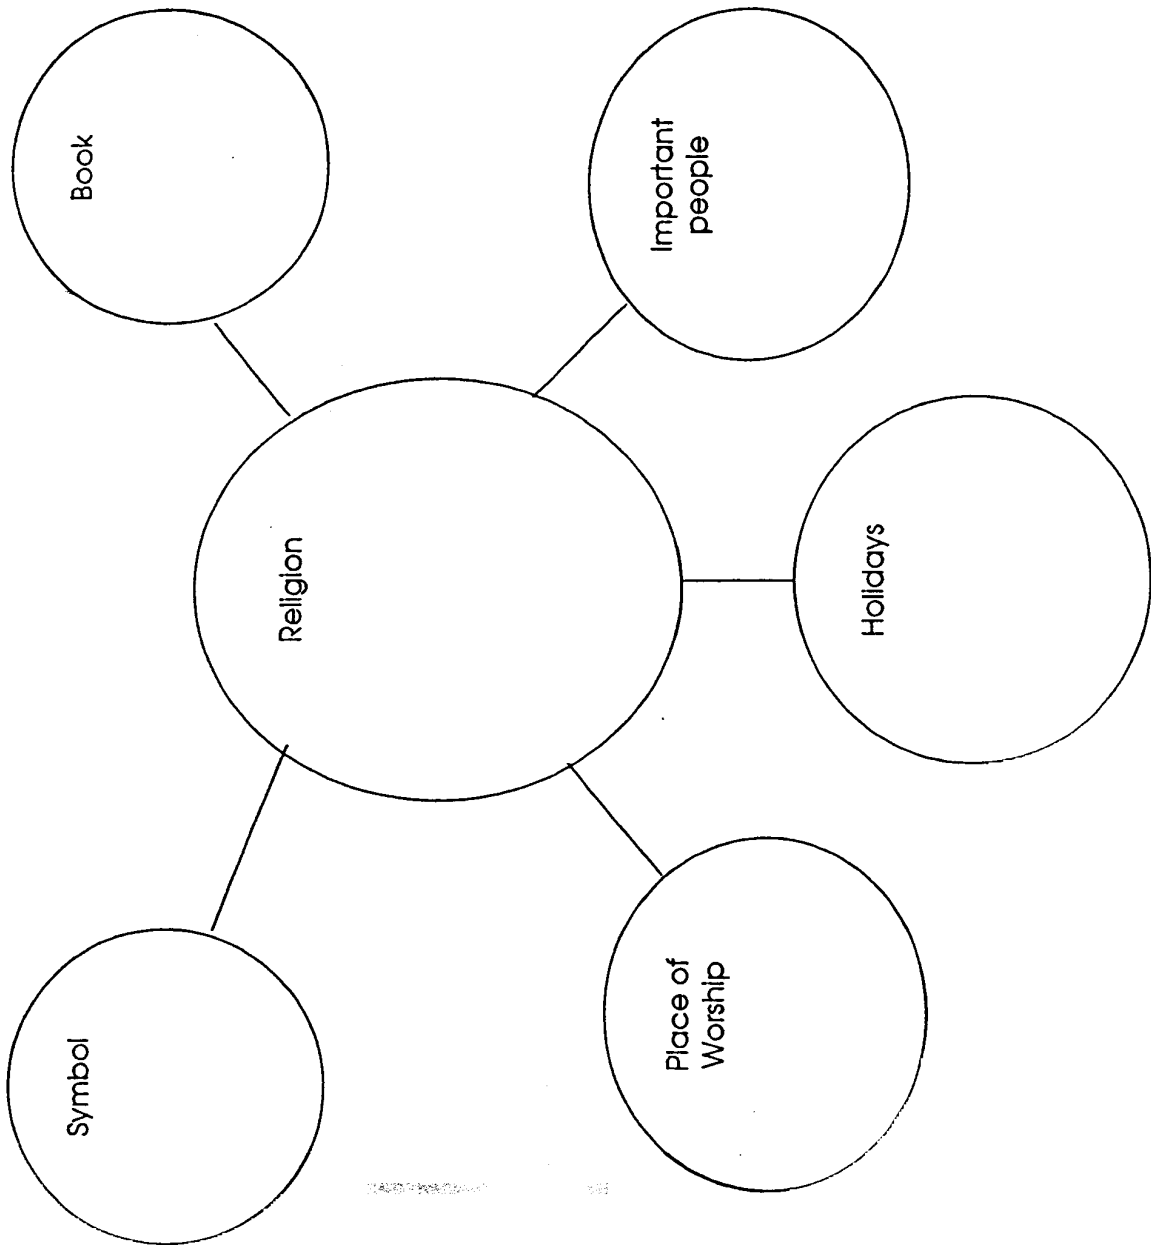 Symbol
Book
Religion
Place of
Worship
Important
people
Holidays